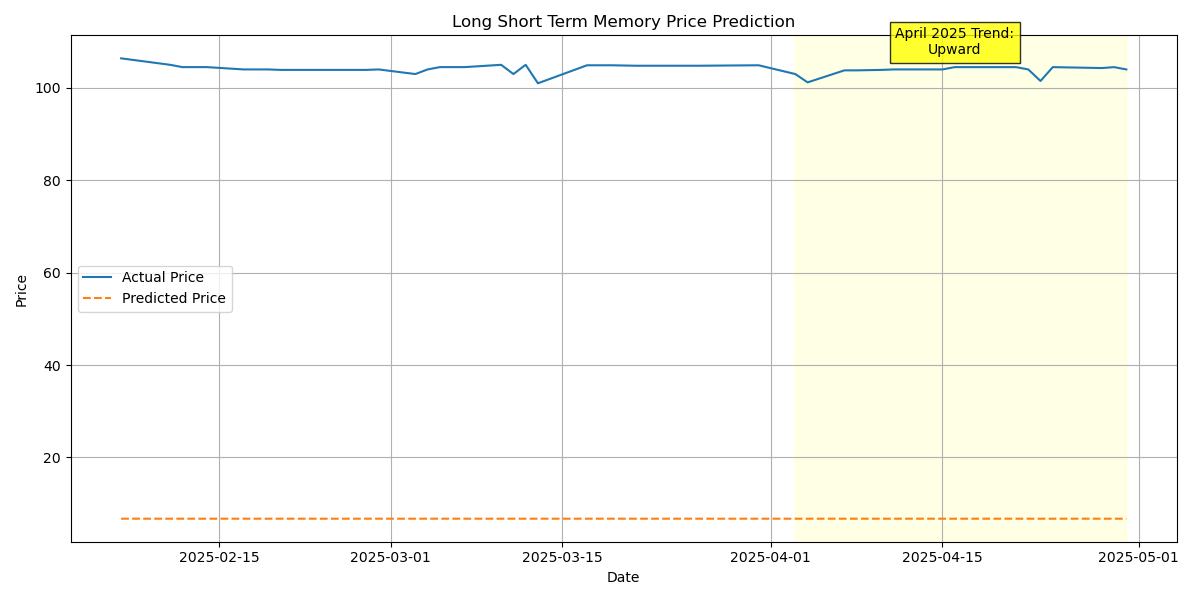 Long Short Term Memory Price Prediction
April 2025 Trend:
Upward
100
80
60
40
20
Price
Actual Price
Predicted Price
2025-02-15
2025-03-01
2025-03-15
2025-04-01
2025-04-15
2025-05-01
Date